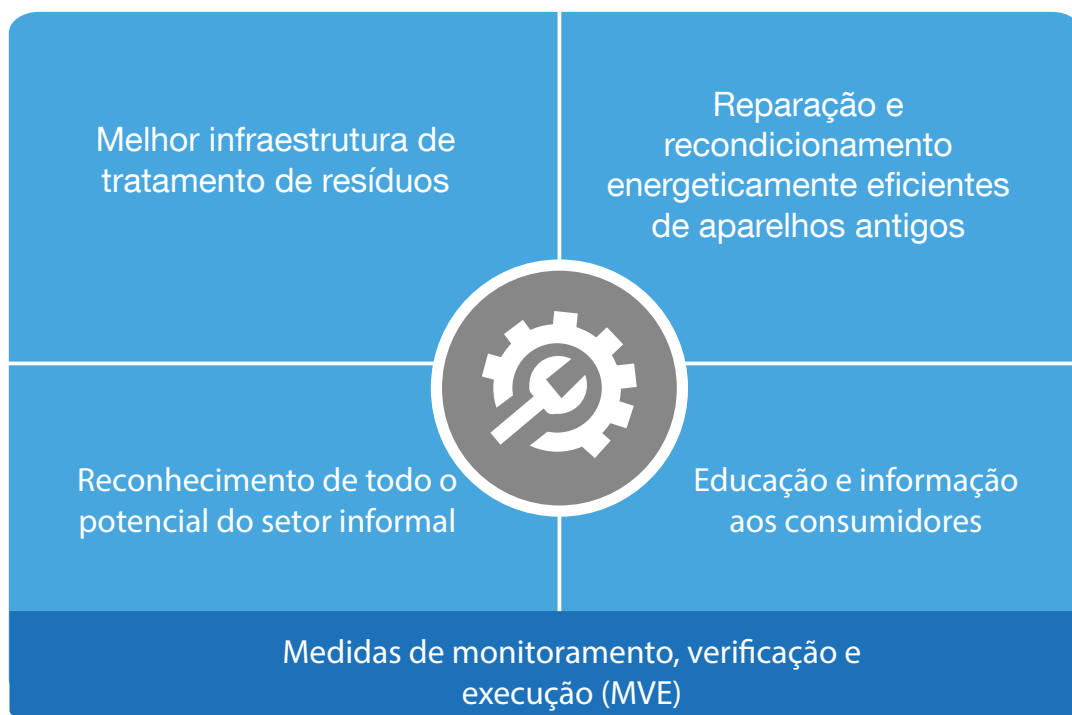 Melhor infraestrutura de
tratamento de resíduos
Reparação e
recondicionamento
energeticamente eficientes
de aparelhos antigos
Reconhecimento de todo o
potencial do setor informal
Educação e informação
aos consumidores
Medidas de monitoramento, verificação e
execução (MVE)